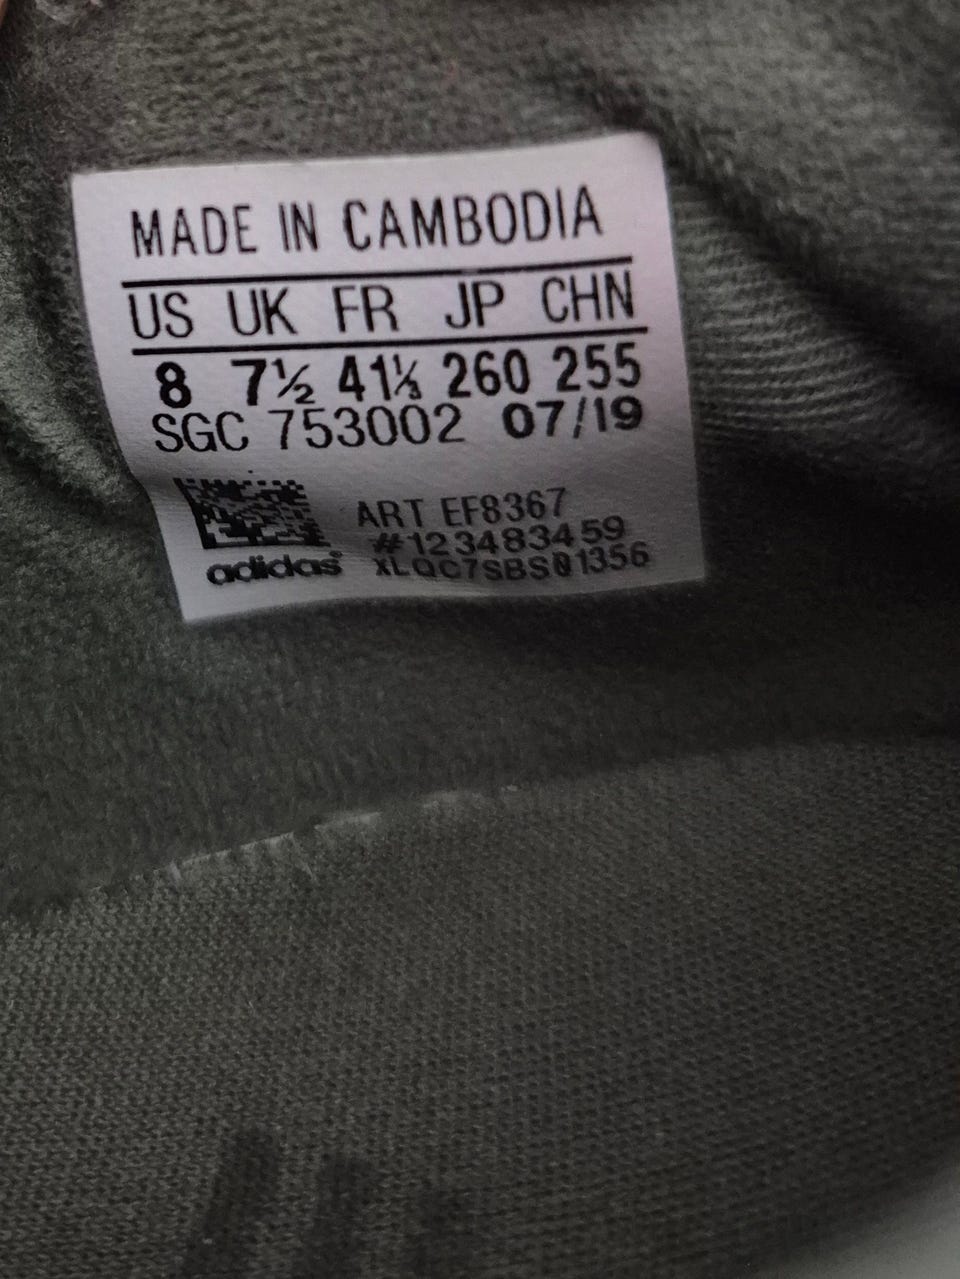 MADE IN CAMBODIA
US UK FR JP CHN
8 7½ 41⅓ 260 255
SGC 753002 07/19
ART EF8367
#123483459
adidas XLQC7SBS01356